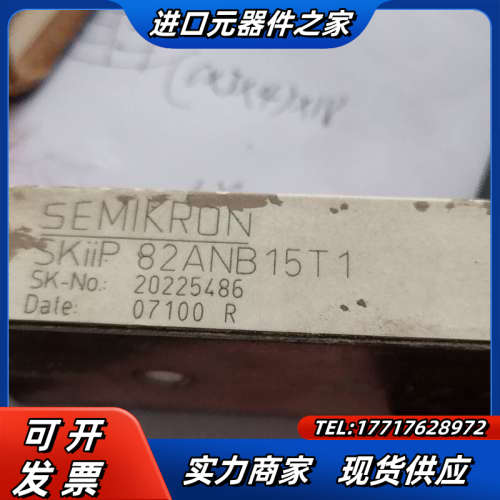 进口元器件之家
SEMIKRON
SKiiP 82ANB15T1
SK-No.: 20225486
Date: 07100 R
可开
发票
TEL:17717628972
实力商家 现货供应